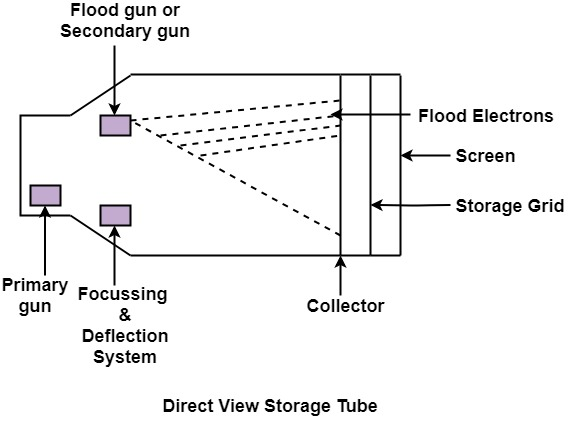 Flood gun or
Secondary gun
Flood Electrons
Screen
Storage Grid
Primary
gun
Focussing
&
Deflection
System
Collector
Direct View Storage Tube